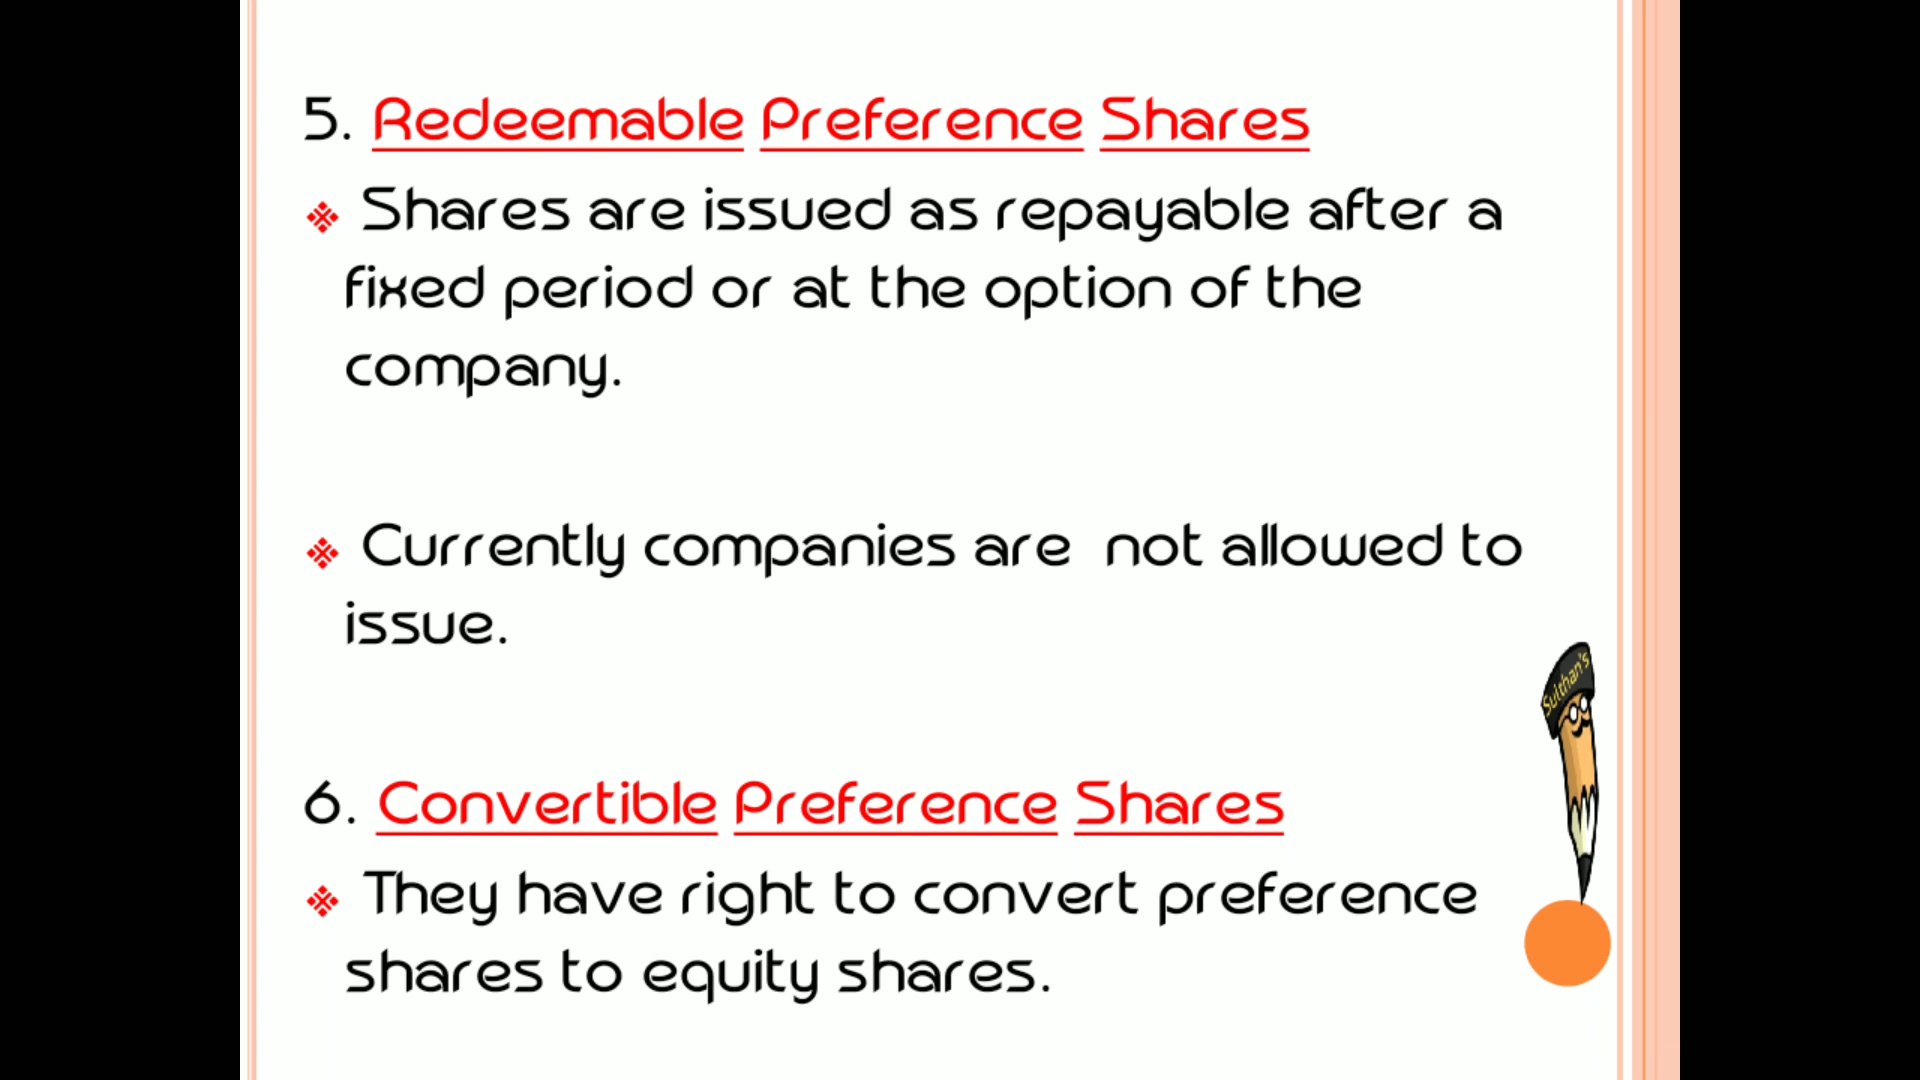 5. Redeemable Preference Shares
Shares are issued as repayable after a
fixed period or at the option of the
company.
Currently companies are not allowed to
issue.
Sulthan's
6. Convertible Preference Shares
They have right to convert preference
shares to equity shares.